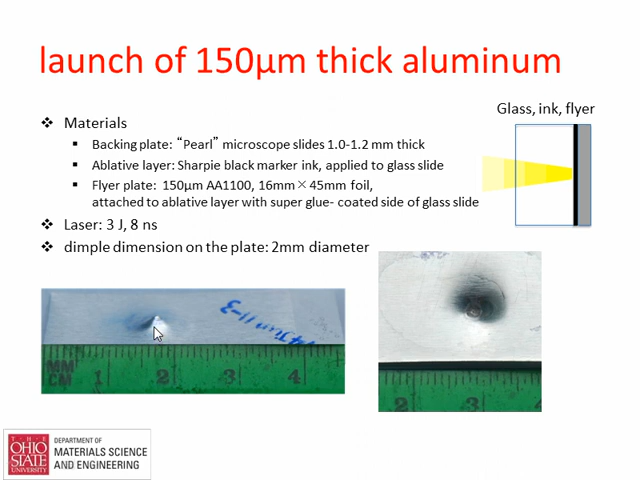 launch of 150μm thick aluminum
Glass, ink, flyer
Materials
Backing plate: “Pearl” microscope slides 1.0-1.2 mm thick
Ablative layer: Sharpie black marker ink, applied to glass slide
Flyer plate: 150μm AA1100, 16mm×45mm foil,
attached to ablative layer with super glue- coated side of glass slide
Laser: 3 J, 8 ns
dimple dimension on the plate: 2mm diameter
MM
CM
1 2 3 4
2 3
THE
OHIO
STATE
UNIVERSITY
DEPARTMENT OF
MATERIALS SCIENCE
AND ENGINEERING